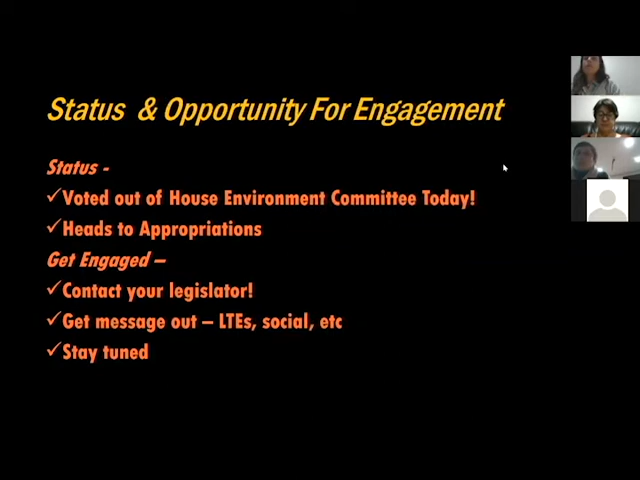 Status & Opportunity For Engagement
Status -
✓Voted out of House Environment Committee Today!
✓Heads to Appropriations
Get Engaged –
✓Contact your legislator!
✓Get message out – LTEs, social, etc
✓Stay tuned